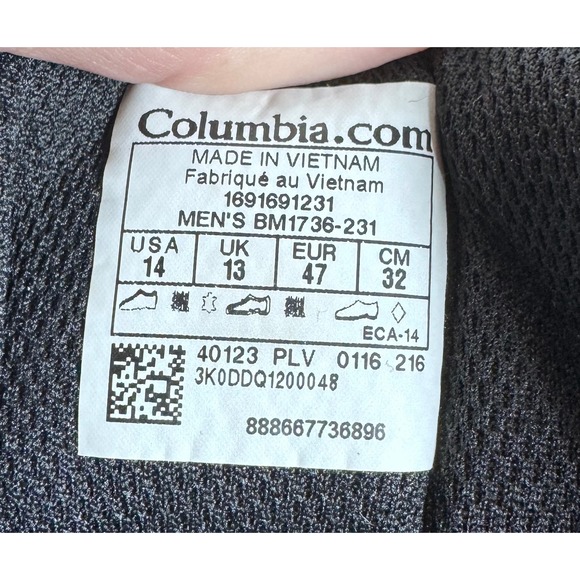 Columbia.com
MADE IN VIETNAM
Fabriqué au Vietnam
1691691231
MEN'S BM1736-231
USA UK EUR CM
14 13 47 32
ECA-14
40123 PLV 0116 216
3K0DDQ1200048
888667736896